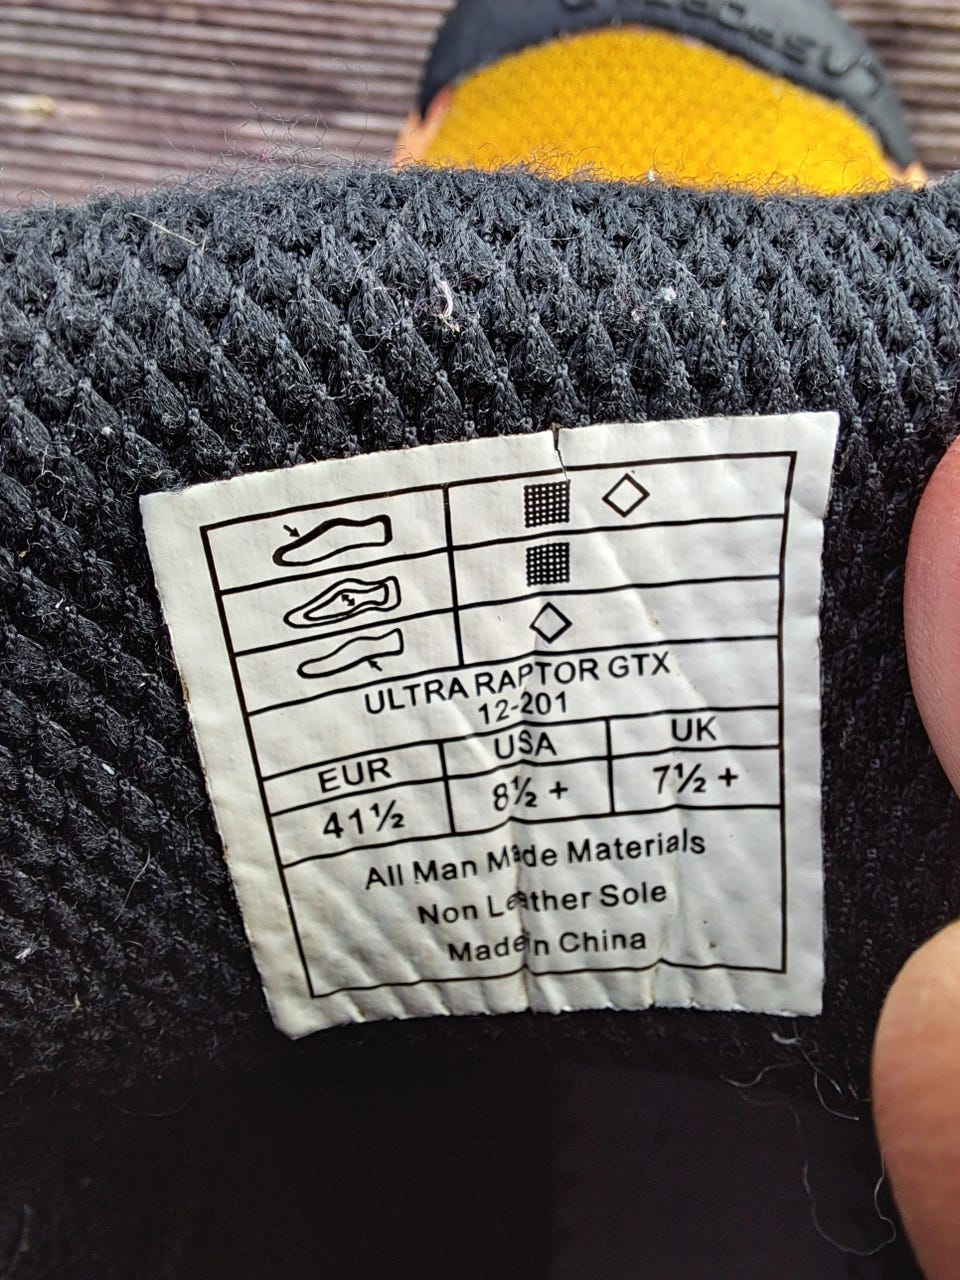 ULTRA RAPTOR GTX
12-201
EUR USA UK
41½ 8½ + 7½ +
All Man Made Materials
Non Leather Sole
Made in China